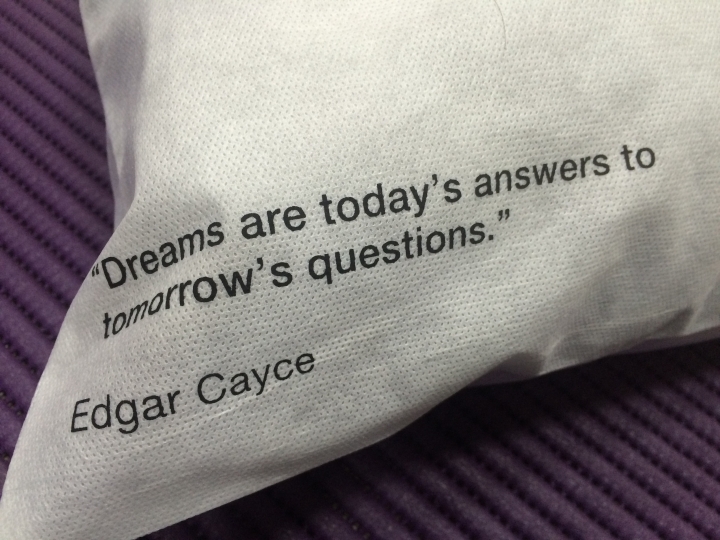 “Dreams are today’s answers to
tomorrow’s questions.”
Edgar Cayce